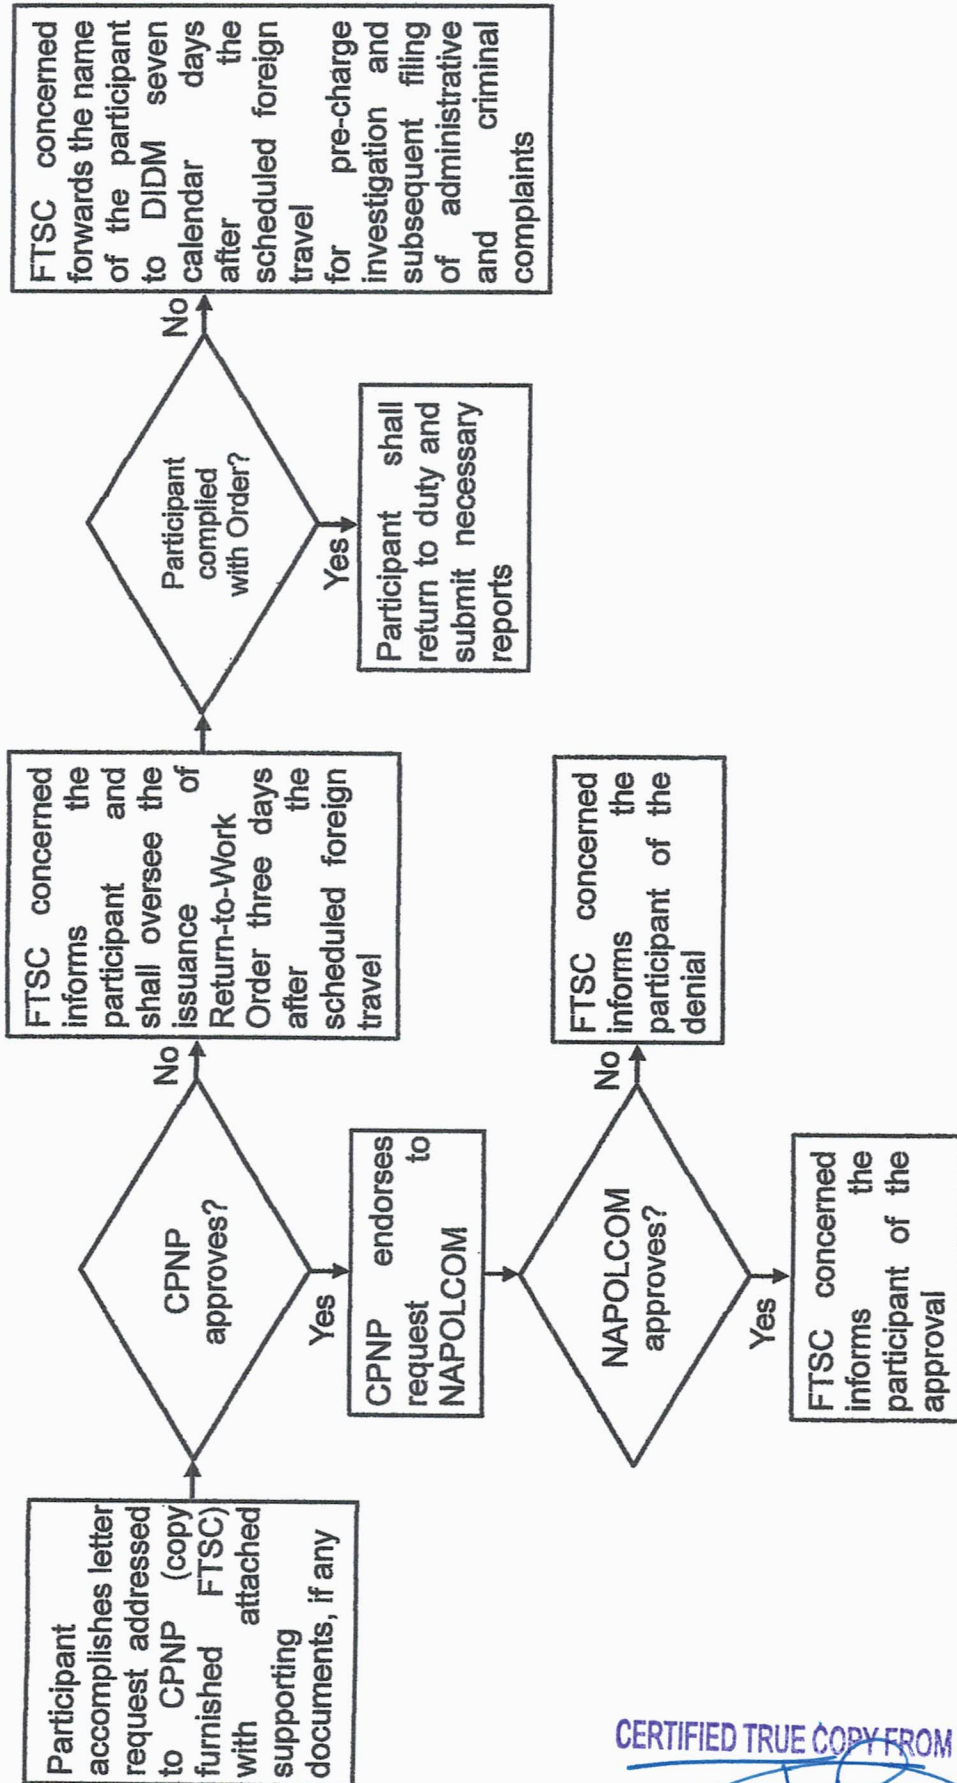 Participant
accomplishes letter
request addressed
to CPNP (copy
furnished FTSC)
with attached
supporting
documents, if any
CPNP
approves?
No
Yes
FTSC concerned
informs the
participant and
shall oversee the
issuance of
Return-to-Work
Order three days
after the
scheduled foreign
travel
Participant
complied
with Order?
No
Yes
FTSC concerned
forwards the name
of the participant
to DIDM seven
calendar days
after the
scheduled foreign
travel
for pre-charge
investigation and
subsequent filing
of administrative
and criminal
complaints
Participant shall
return to duty and
submit necessary
reports
CPNP endorses
request to
NAPOLCOM
NAPOLCOM
approves?
No
Yes
FTSC concerned
informs the
participant of the
denial
FTSC concerned
informs the
participant of the
approval
CERTIFIED TRUE COPY FROM